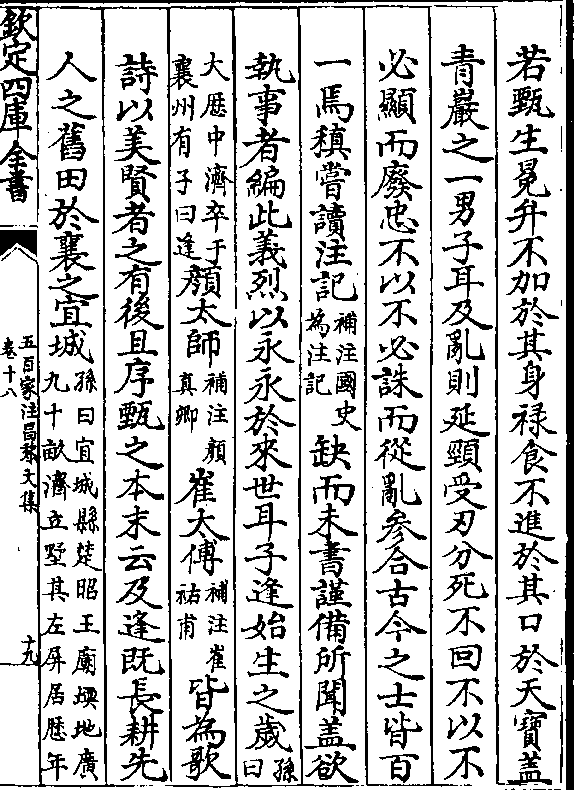 若甄生冕弁不加於其身祿食不進於其口於天寶蓋
青巖之一男子耳及亂則延頸受刃分死不回不以不
必顯而廢忠不以不必誅而從亂參合古今之士皆百
一焉稹嘗讀注記補注國史為注記缺而未書謹備所聞蓋欲
執事者編此義烈以永永於來世耳子逢始生之歲孫曰
大厯中濟卒于襄州有子曰逢顔太師補注顔真卿崔太傅補注崔祐甫皆為歌
詩以美賢者之有後且序甄之本末云及逢既長耕先
人之舊田於襄之宜城孫曰宜城縣楚昭王廟堧地廣九十畝濟立墅其左屏居厯年
欽定四庫全書
五百家注昌黎文集
卷十八
十九